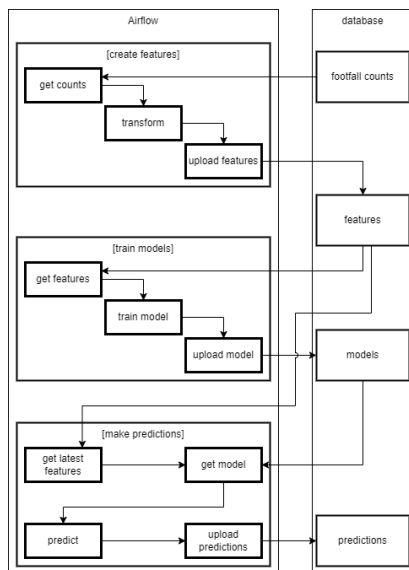 Airflow
database
[create features]
get counts
footfall counts
transform
upload features
features
[train models]
get features
train model
upload model
models
[make predictions]
get latest
features
get model
predict
upload
predictions
predictions